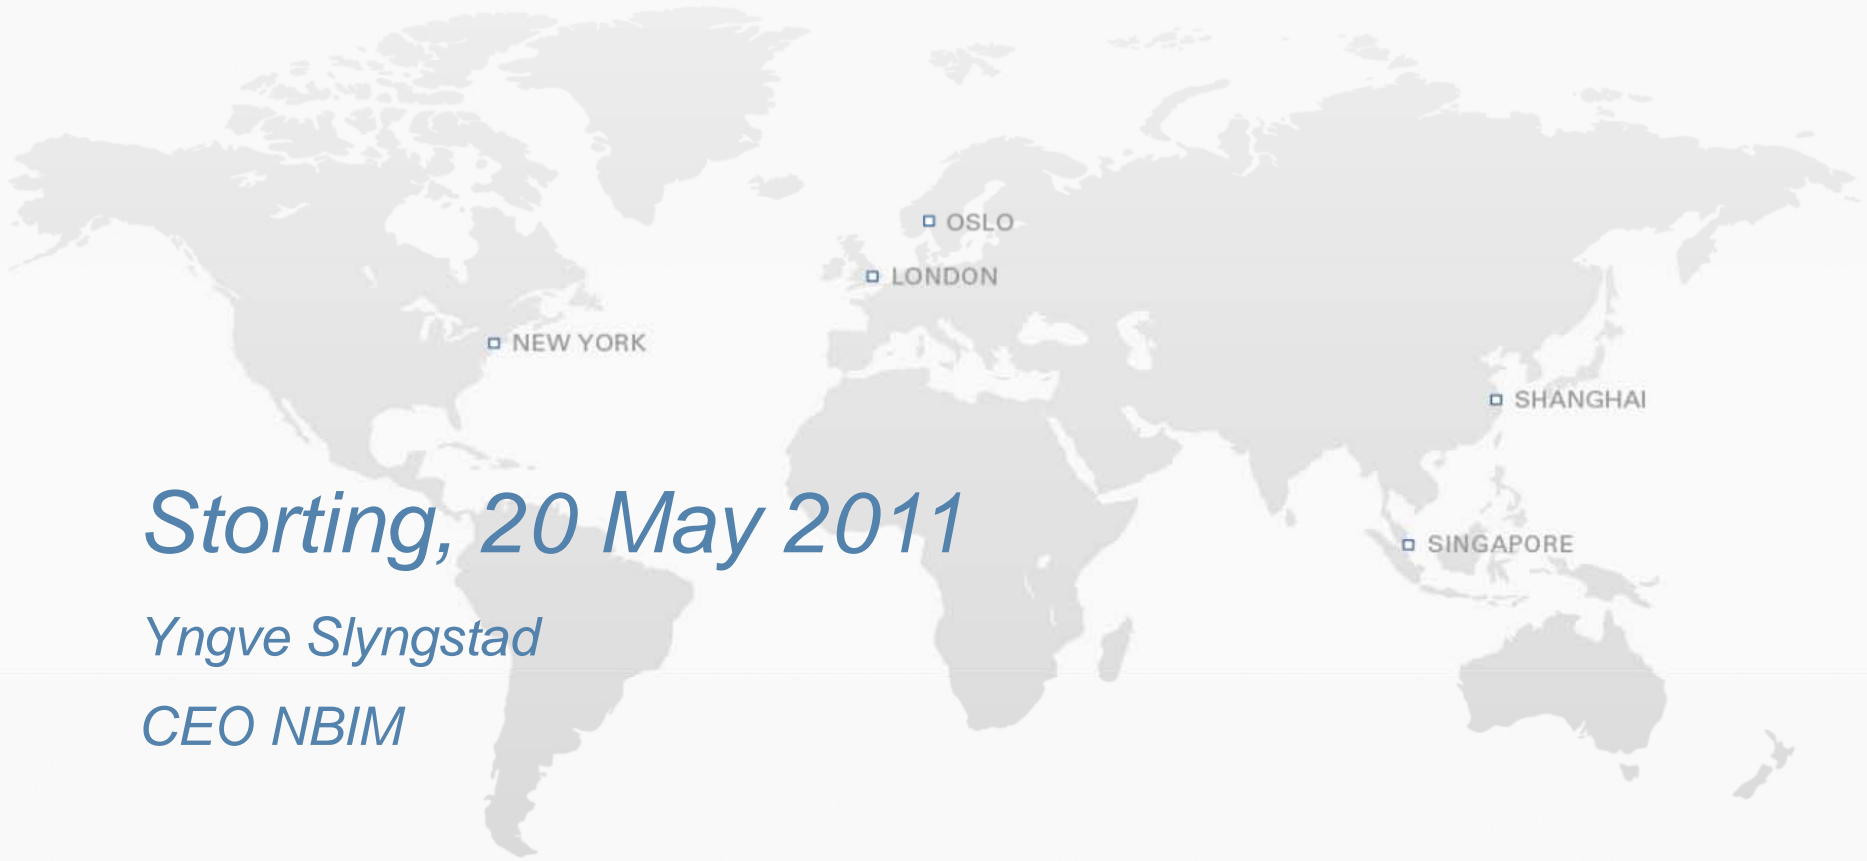 OSLO
LONDON
NEW YORK
SHANGHAI
Storting, 20 May 2011
SINGAPORE
Yngve Slyngstad
CEO NBIM